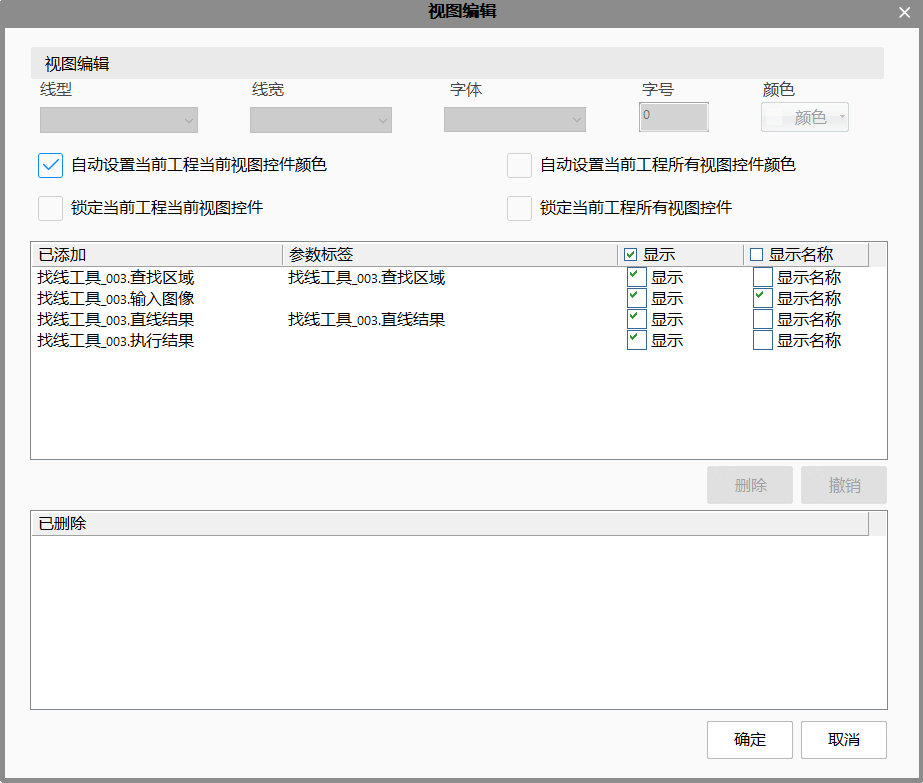 视图编辑
视图编辑
线型 线宽 字体 字号 颜色
0 颜色
自动设置当前工程当前视图控件颜色 自动设置当前工程所有视图控件颜色
锁定当前工程当前视图控件 锁定当前工程所有视图控件
已添加 参数标签 显示 显示名称
找线工具_003.查找区域 找线工具_003.查找区域 显示 显示名称
找线工具_003.输入图像 显示 显示名称
找线工具_003.直线结果 找线工具_003.直线结果 显示 显示名称
找线工具_003.执行结果 显示 显示名称
删除 撤销
已删除
确定 取消